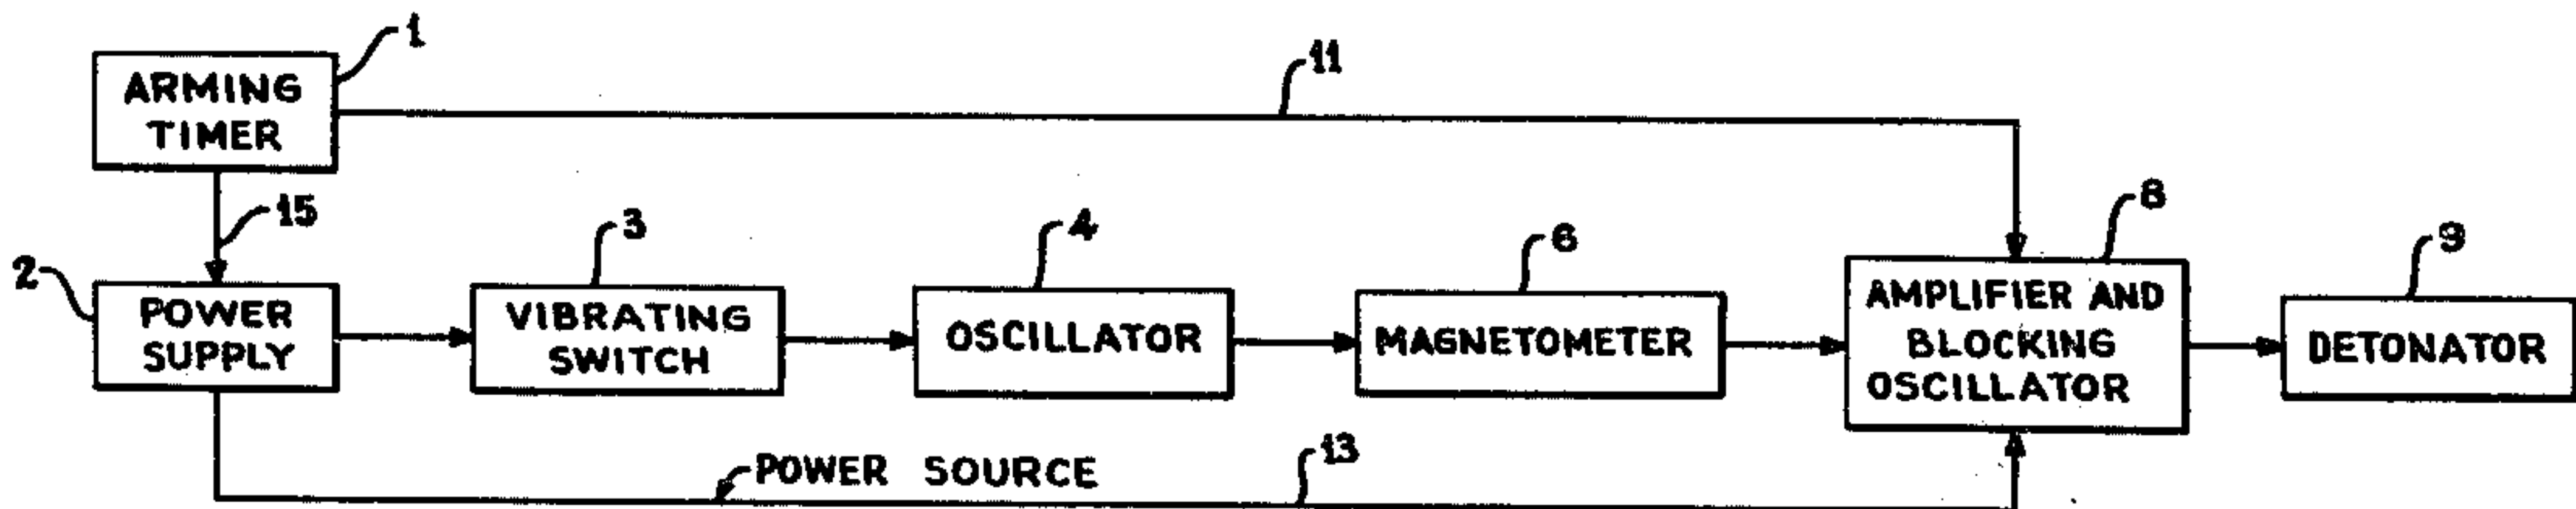 1
11
ARMING
TIMER
15
8
2
3
4
6
9
POWER
SUPPLY
VIBRATING
SWITCH
OSCILLATOR
MAGNETOMETER
AMPLIFIER AND
BLOCKING
OSCILLATOR
DETONATOR
POWER SOURCE
13